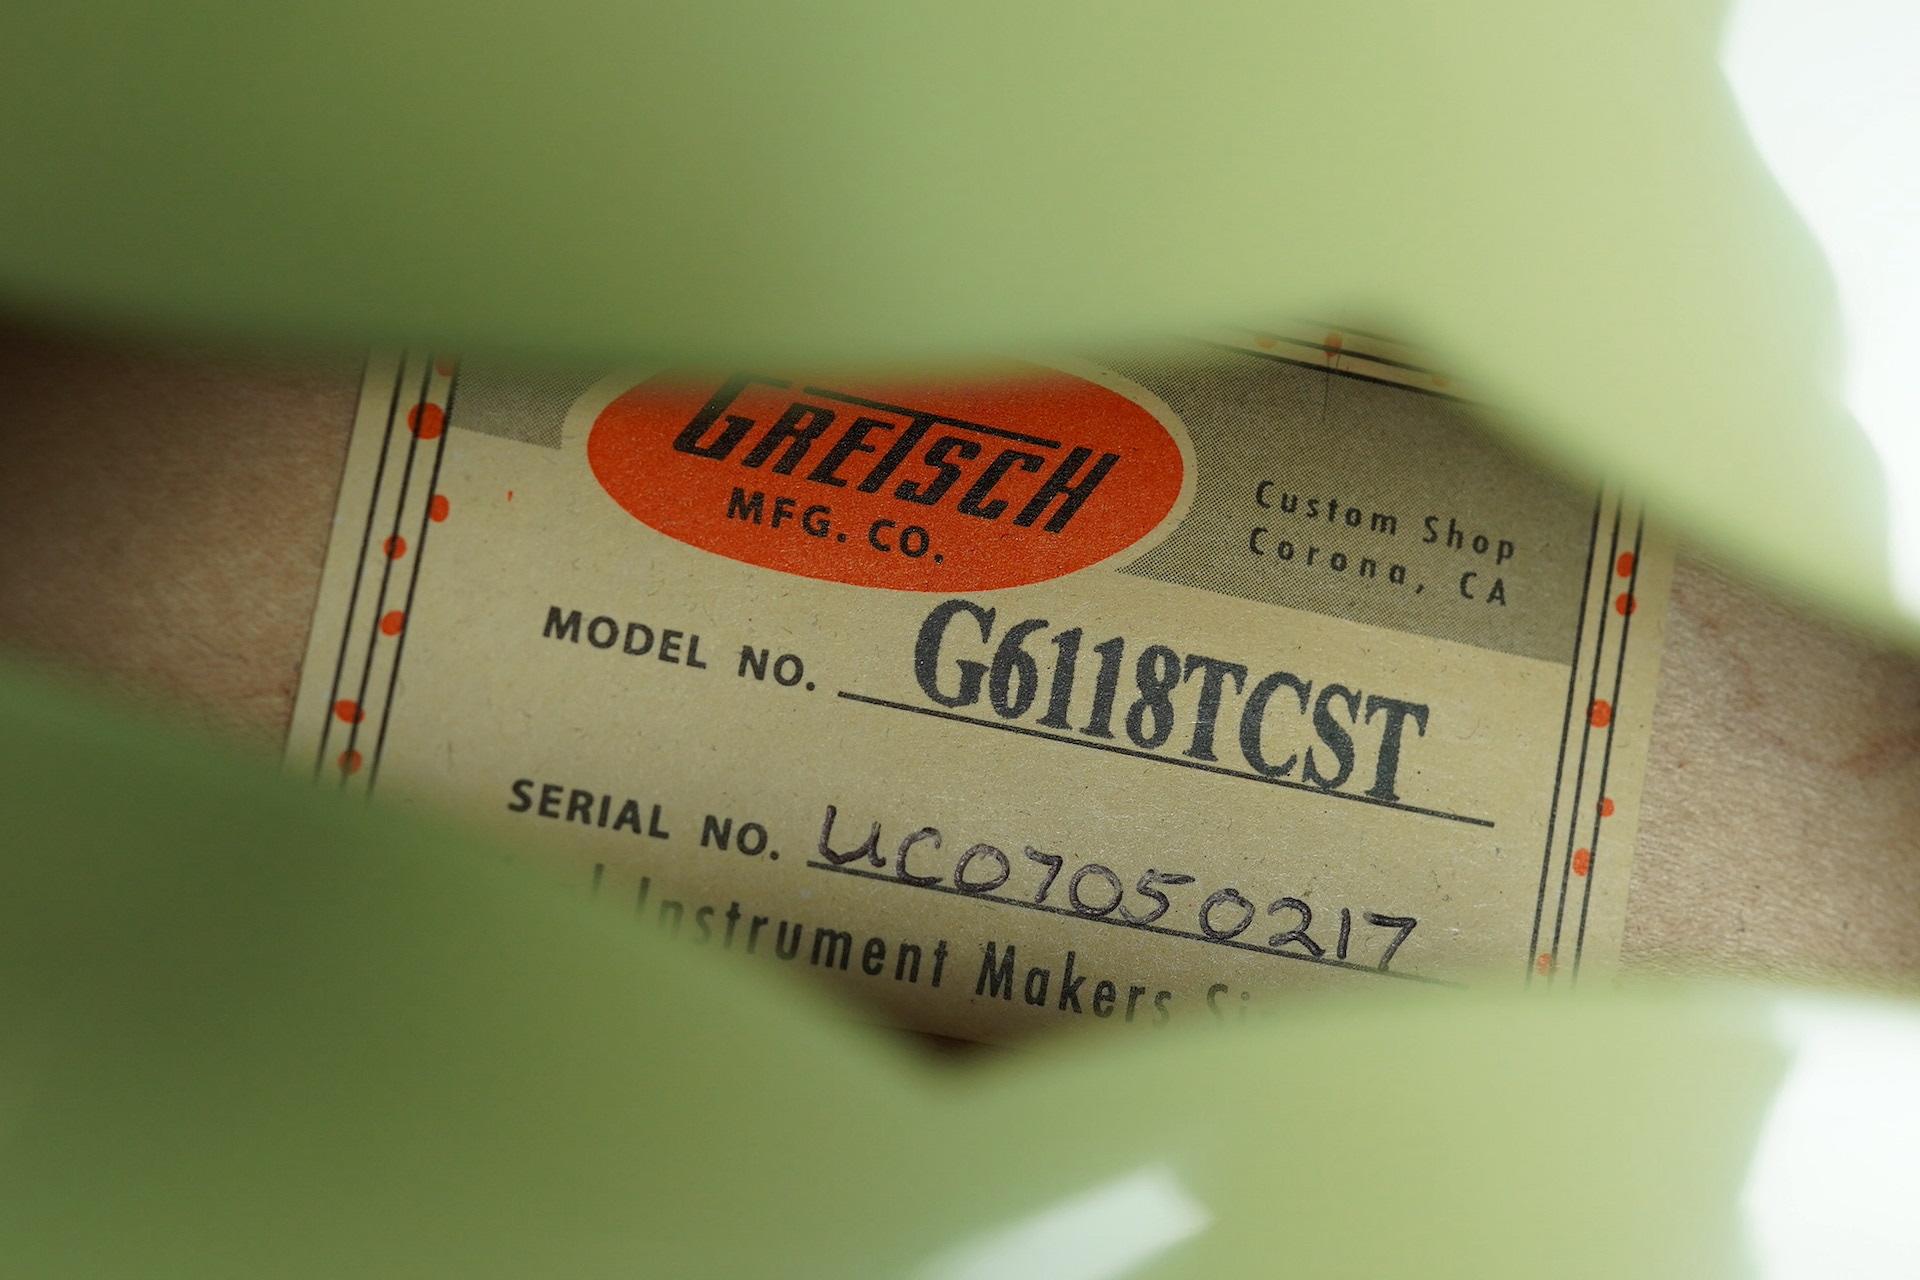 GRETSCH
MFG. CO.
Custom Shop
Corona, CA
MODEL NO. G6118TCST
SERIAL NO. UC07050217
Instrument Makers